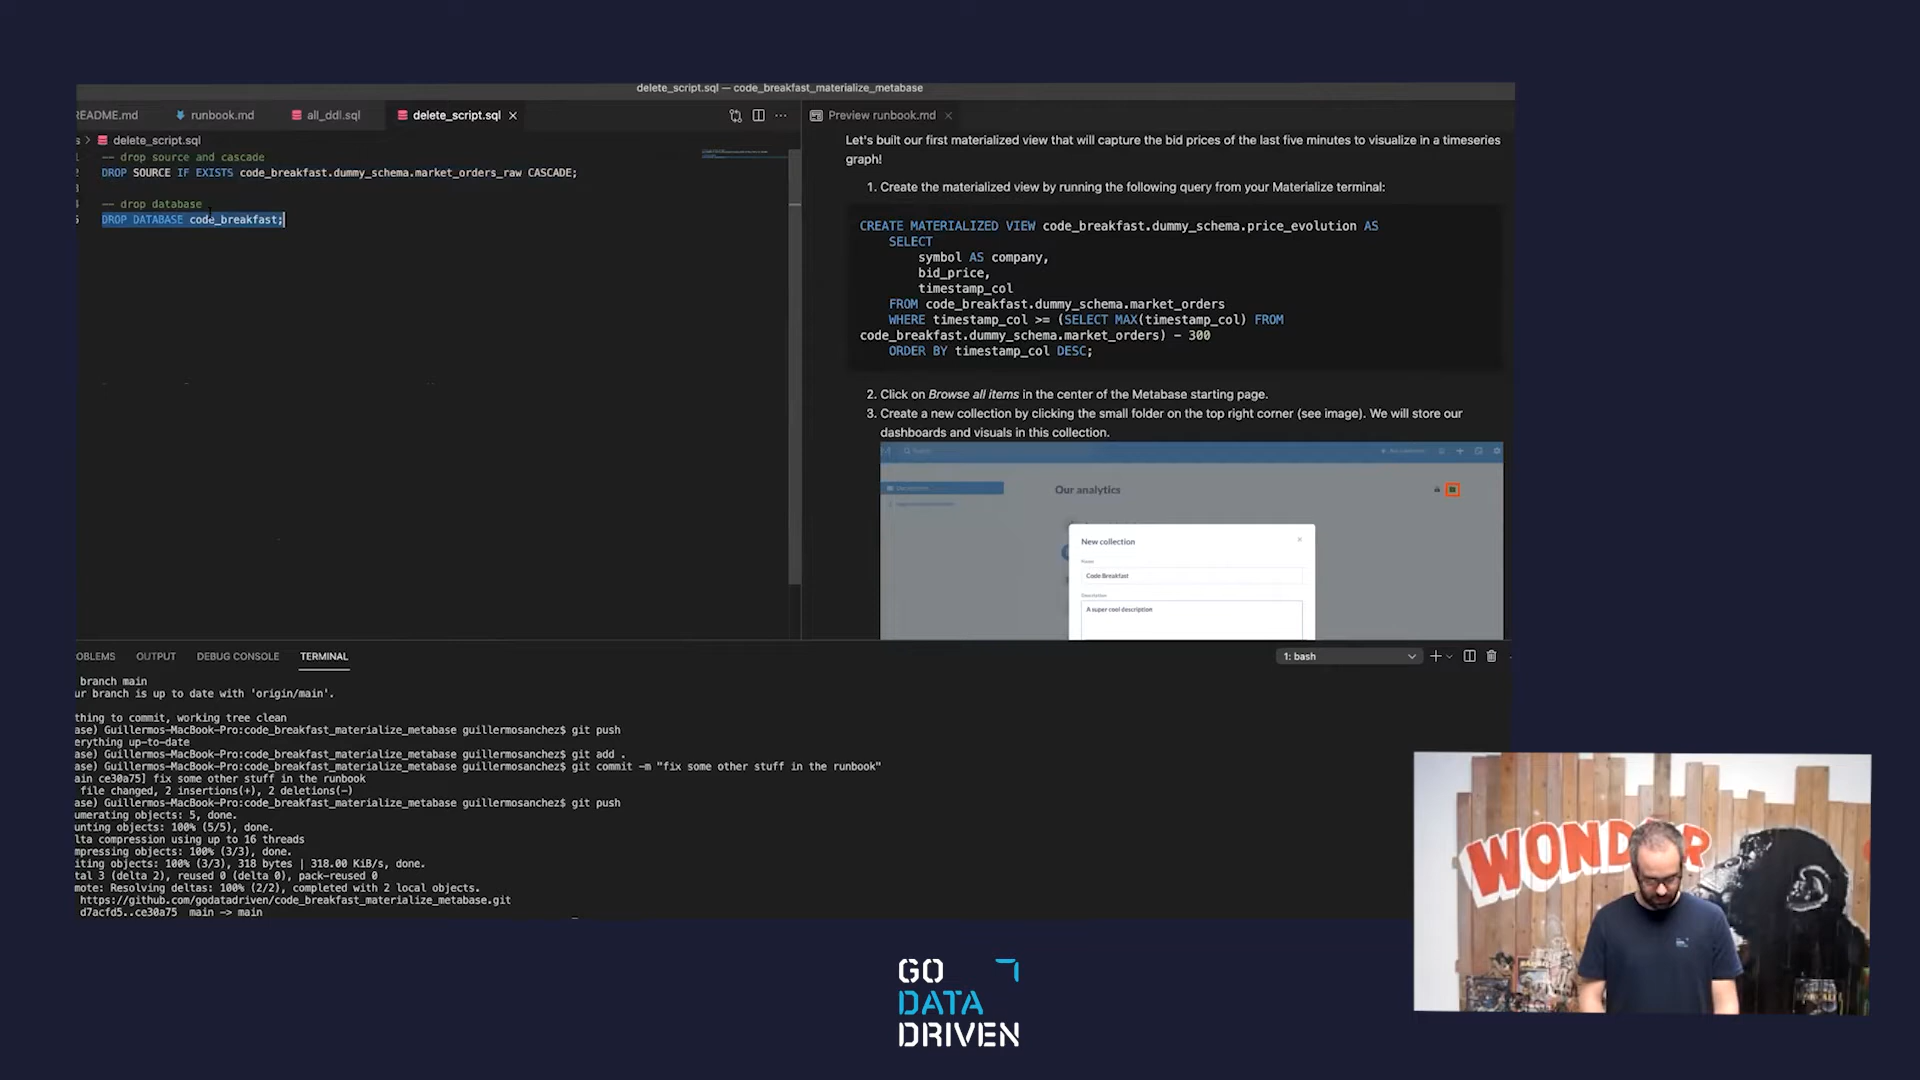 delete_script.sql — code_breakfast_materialize_metabase
README.md
runbook.md
all_ddl.sql
delete_script.sql
Preview runbook.md
s > delete_script.sql
1 -- drop source and cascade
2 DROP SOURCE IF EXISTS code_breakfast.dummy_schema.market_orders_raw CASCADE;
3
4 -- drop database
5 DROP DATABASE code_breakfast;
Let's built our first materialized view that will capture the bid prices of the last five minutes to visualize in a timeseries
graph!
1. Create the materialized view by running the following query from your Materialize terminal:
CREATE MATERIALIZED VIEW code_breakfast.dummy_schema.price_evolution AS
SELECT
symbol AS company,
bid_price,
timestamp_col
FROM code_breakfast.dummy_schema.market_orders
WHERE timestamp_col >= (SELECT MAX(timestamp_col) FROM
code_breakfast.dummy_schema.market_orders) - 300
ORDER BY timestamp_col DESC;
2. Click on Browse all items in the center of the Metabase starting page.
3. Create a new collection by clicking the small folder on the top right corner (see image). We will store our
dashboards and visuals in this collection.
Our analytics
New collection
Name
Code Breakfast
Description
A super cool description
OBLEMS
OUTPUT
DEBUG CONSOLE
TERMINAL
1: bash
branch main
ur branch is up to date with 'origin/main'.
thing to commit, working tree clean
ase) Guillermos-MacBook-Pro:code_breakfast_materialize_metabase guillermosanchez$ git push
erything up-to-date
ase) Guillermos-MacBook-Pro:code_breakfast_materialize_metabase guillermosanchez$ git add .
ase) Guillermos-MacBook-Pro:code_breakfast_materialize_metabase guillermosanchez$ git commit -m "fix some other stuff in the runbook"
ain ce30a75] fix some other stuff in the runbook
file changed, 2 insertions(+), 2 deletions(-)
ase) Guillermos-MacBook-Pro:code_breakfast_materialize_metabase guillermosanchez$ git push
umerating objects: 5, done.
unting objects: 100% (5/5), done.
lta compression using up to 16 threads
mpressing objects: 100% (3/3), done.
iting objects: 100% (3/3), 318 bytes | 318.00 KiB/s, done.
tal 3 (delta 2), reused 0 (delta 0), pack-reused 0
mote: Resolving deltas: 100% (2/2), completed with 2 local objects.
https://github.com/godatadriven/code_breakfast_materialize_metabase.git
d7acfd5..ce30a75 main -> main
WONDER
GO
DATA
DRIVEN